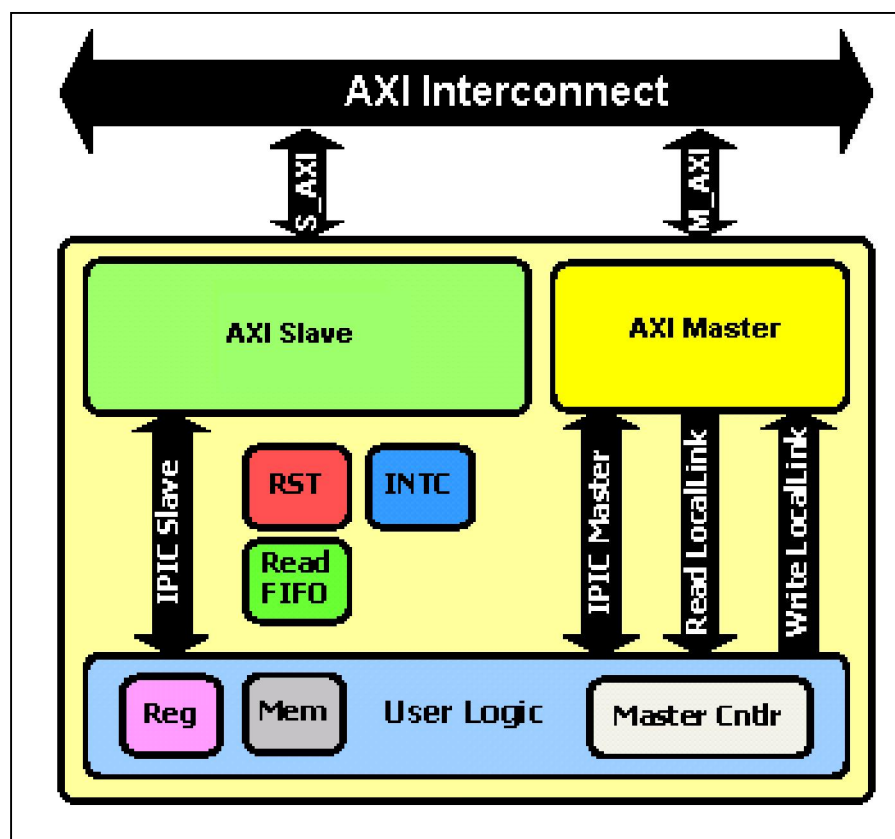 AXI Interconnect
S_AXI
M_AXI
AXI Slave
AXI Master
IPIC Slave
RST
INTC
Read
FIFO
IPIC Master
Read LocalLink
Write LocalLink
Reg
Mem
User Logic
Master Cntlr